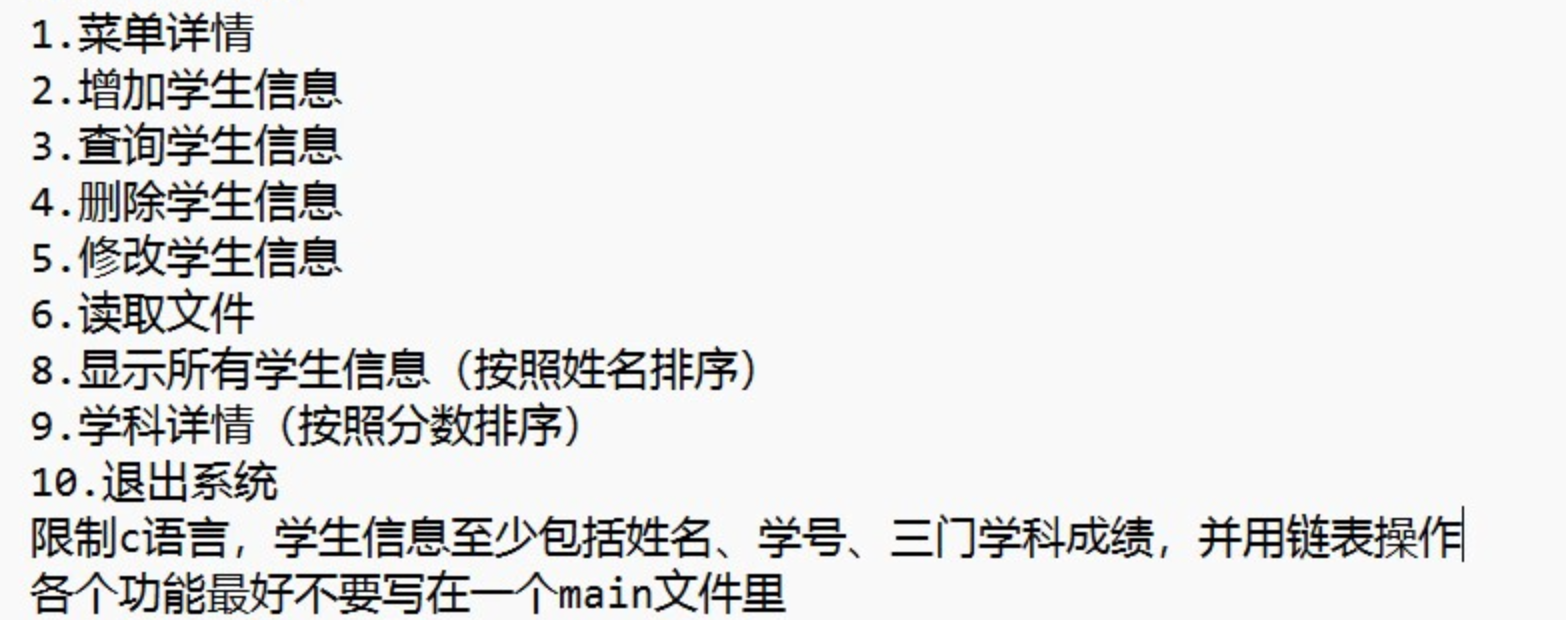 1.菜单详情
2.增加学生信息
3.查询学生信息
4.删除学生信息
5.修改学生信息
6.读取文件
8.显示所有学生信息（按照姓名排序）
9.学科详情（按照分数排序）
10.退出系统
限制c语言，学生信息至少包括姓名、学号、三门学科成绩，并用链表操作
各个功能最好不要写在一个main文件里